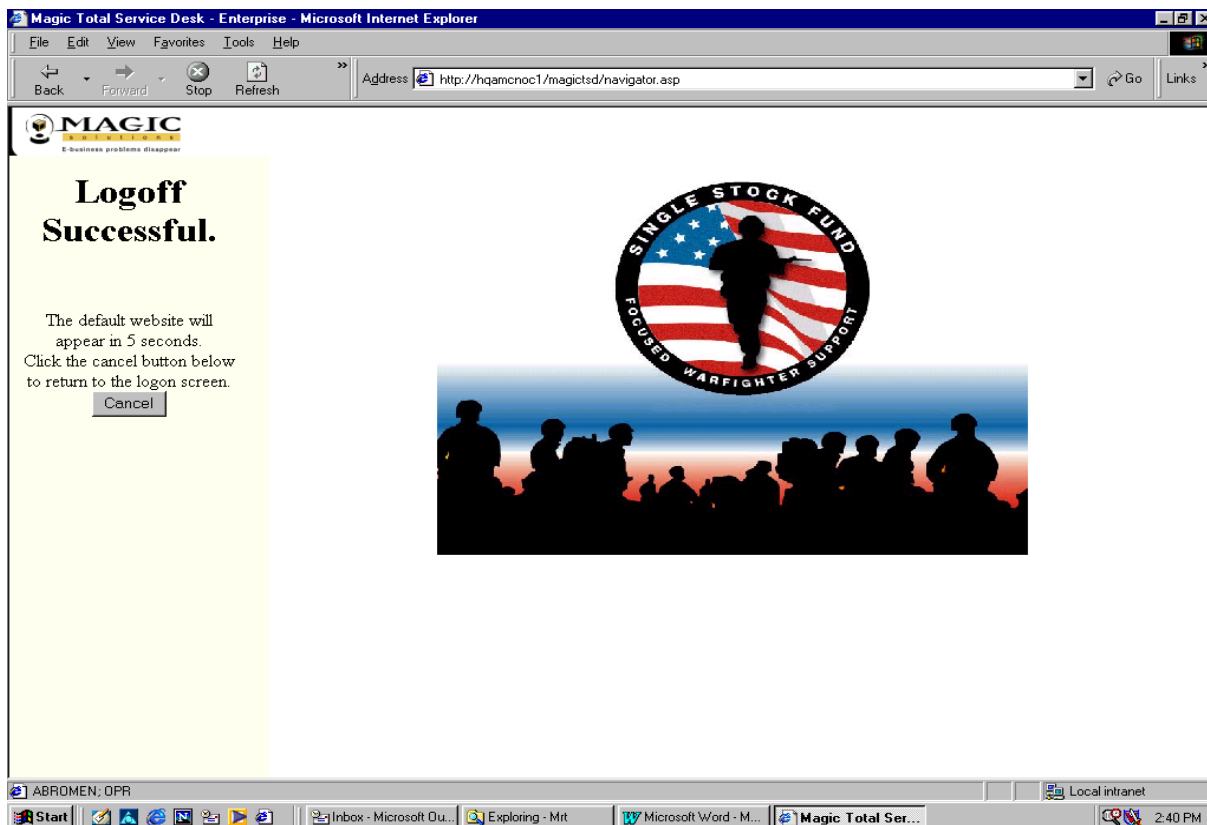 Magic Total Service Desk - Enterprise - Microsoft Internet Explorer
File Edit View Favorites Tools Help
Back Forward Stop Refresh » Address http://hqamcnoc1/magictsd/navigator.asp Go Links »
MAGIC
solutions
E-business problems disappear
Logoff
Successful.
The default website will
appear in 5 seconds.
Click the cancel button below
to return to the logon screen.
Cancel
SINGLE STOCK FUND
FOCUSED WARFIGHTER SUPPORT
ABROMEN; OPR Local intranet
Start Inbox - Microsoft Ou... Exploring - Mrt Microsoft Word - M... Magic Total Ser... 2:40 PM